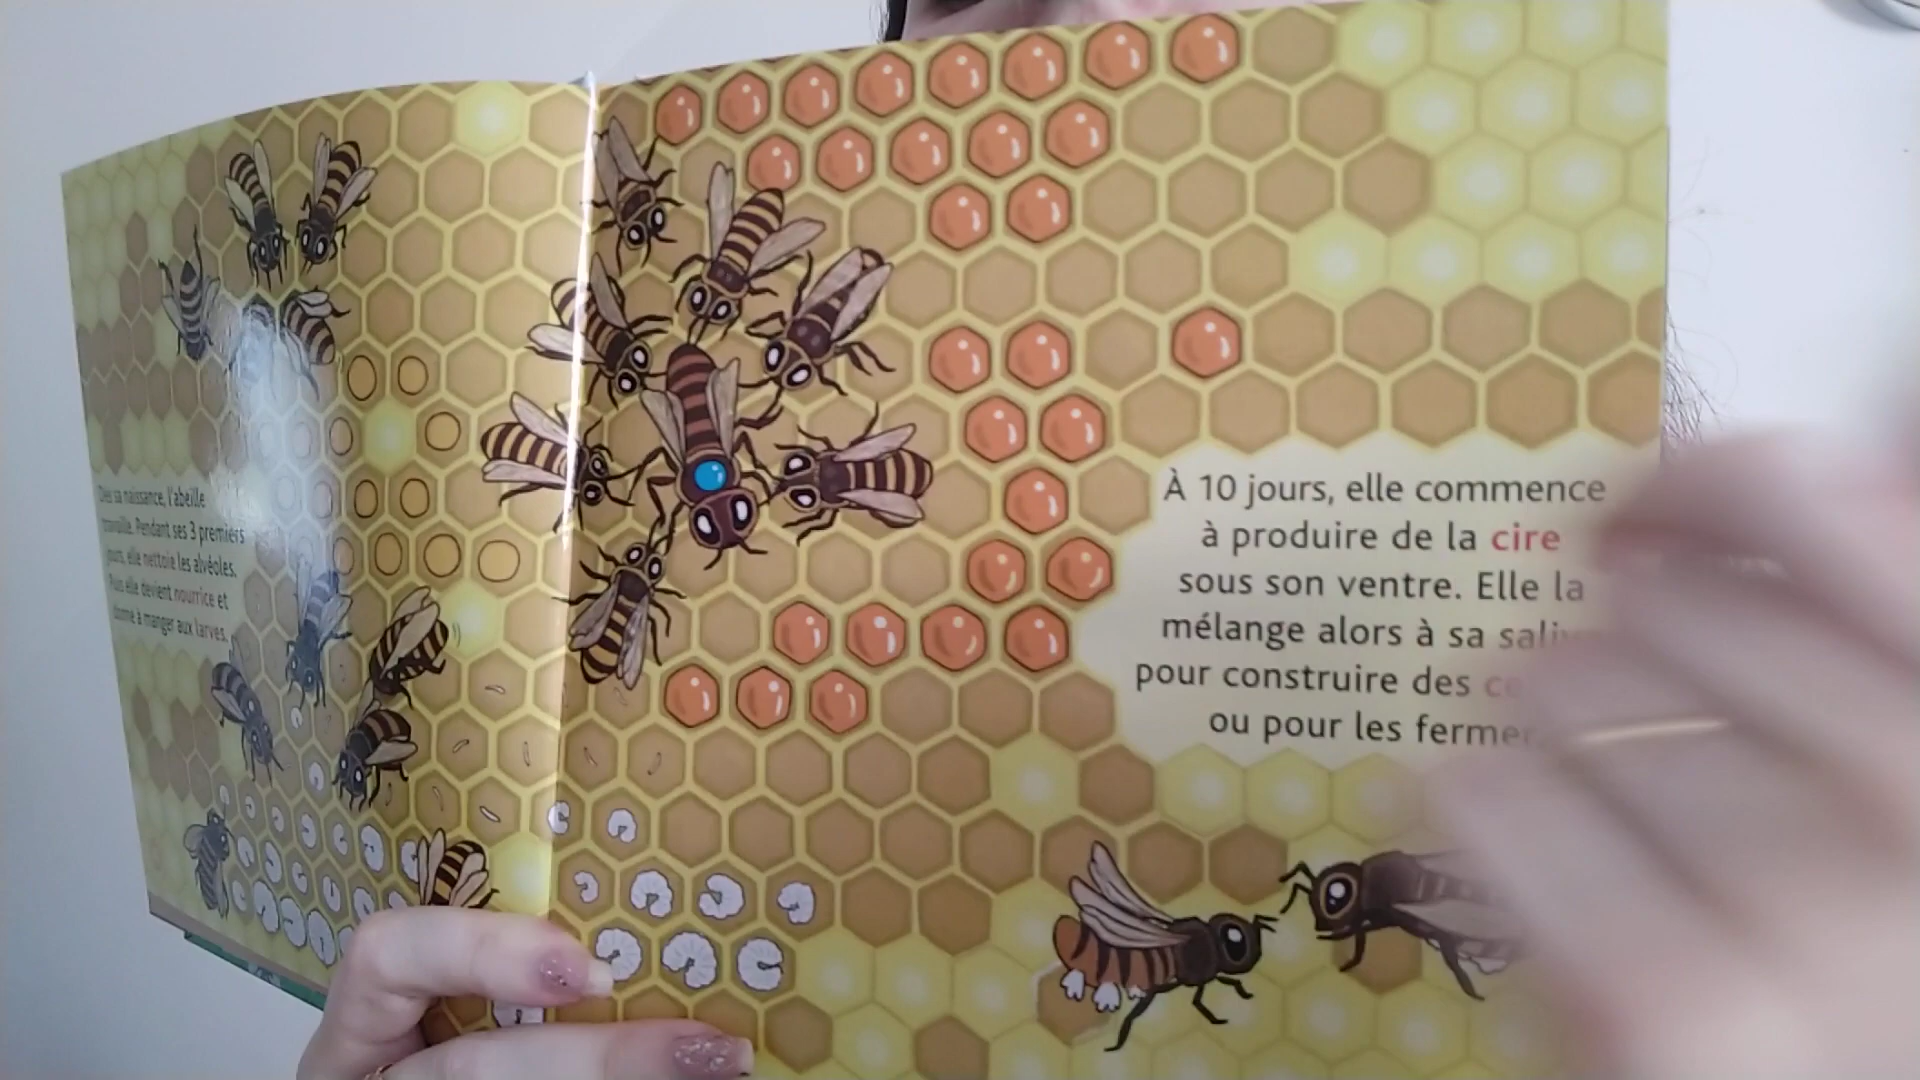 Dès sa naissance, l'abeille
travaille. Pendant ses 3 premiers
jours, elle nettoie les alvéoles.
Puis elle devient nourrice et
donne à manger aux larves.
À 10 jours, elle commence
à produire de la cire
sous son ventre. Elle la
mélange alors à sa
pour construire des
ou pour les fermer